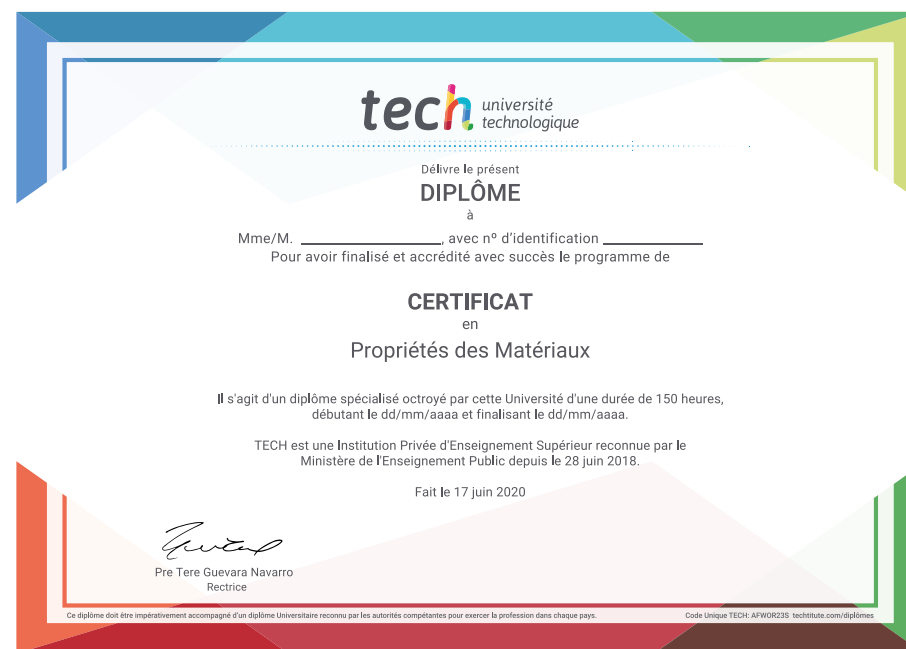 tech université
technologique
Délivre le présent
DIPLÔME
à
Mme/M. ____________________, avec nº d'identification ______________
Pour avoir finalisé et accrédité avec succès le programme de
CERTIFICAT
en
Propriétés des Matériaux
Il s'agit d'un diplôme spécialisé octroyé par cette Université d'une durée de 150 heures,
débutant le dd/mm/aaaa et finalisant le dd/mm/aaaa.
TECH est une Institution Privée d'Enseignement Supérieur reconnue par le
Ministère de l'Enseignement Public depuis le 28 juin 2018.
Fait le 17 juin 2020
Pre Tere Guevara Navarro
Rectrice
Ce diplôme doit être impérativement accompagné d'un diplôme Universitaire reconnu par les autorités compétantes pour exercer la profession dans chaque pays.
Code Unique TECH: AFWOR23S techtitute.com/diplômes